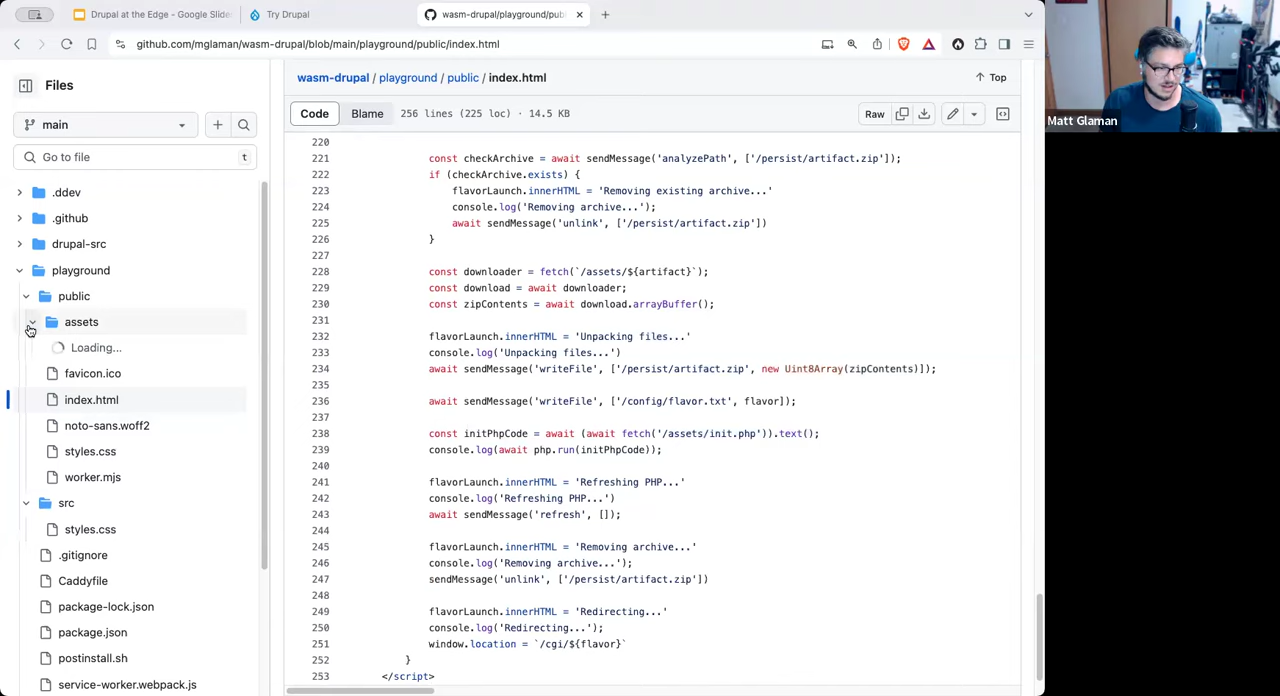 Drupal at the Edge - Google Slide
Try Drupal
wasm-drupal/playground/pub
github.com/mglaman/wasm-drupal/blob/main/playground/public/index.html
Matt Glaman
Files
main
Go to file
t
.ddev
.github
drupal-src
playground
public
assets
Loading...
favicon.ico
index.html
noto-sans.woff2
styles.css
worker.mjs
src
styles.css
.gitignore
Caddyfile
package-lock.json
package.json
postinstall.sh
service-worker.webpack.js
wasm-drupal / playground / public / index.html
Top
Code
Blame
256 lines (225 loc) · 14.5 KB
Raw
220
221 const checkArchive = await sendMessage('analyzePath', ['/persist/artifact.zip']);
222 if (checkArchive.exists) {
223 flavorLaunch.innerHTML = 'Removing existing archive...'
224 console.log('Removing archive...');
225 await sendMessage('unlink', ['/persist/artifact.zip'])
226 }
227
228 const downloader = fetch(`/assets/${artifact}`);
229 const download = await downloader;
230 const zipContents = await download.arrayBuffer();
231
232 flavorLaunch.innerHTML = 'Unpacking files...'
233 console.log('Unpacking files...')
234 await sendMessage('writeFile', ['/persist/artifact.zip', new Uint8Array(zipContents)]);
235
236 await sendMessage('writeFile', ['/config/flavor.txt', flavor]);
237
238 const initPhpCode = await (await fetch('/assets/init.php')).text();
239 console.log(await php.run(initPhpCode));
240
241 flavorLaunch.innerHTML = 'Refreshing PHP...'
242 console.log('Refreshing PHP...')
243 await sendMessage('refresh', []);
244
245 flavorLaunch.innerHTML = 'Removing archive...'
246 console.log('Removing archive...');
247 sendMessage('unlink', ['/persist/artifact.zip'])
248
249 flavorLaunch.innerHTML = 'Redirecting...'
250 console.log('Redirecting...');
251 window.location = `/cgi/${flavor}`
252 }
253 </script>